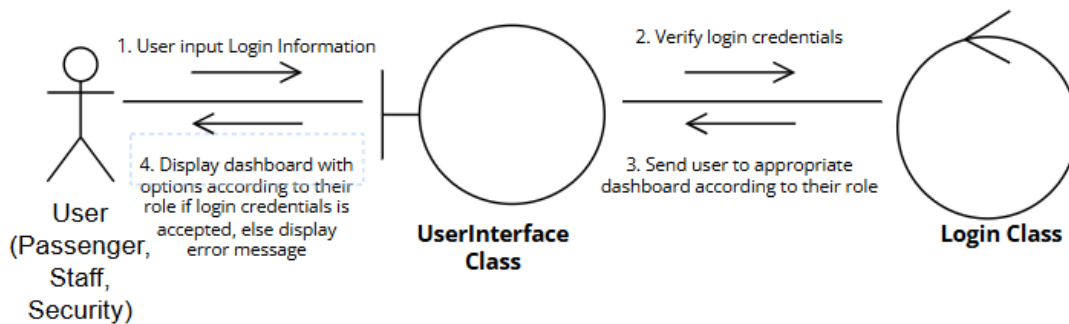 1. User input Login Information
2. Verify login credentials
4. Display dashboard with
options according to their
role if login credentials is
accepted, else display
error message
3. Send user to appropriate
dashboard according to their role
User
(Passenger,
Staff,
Security)
UserInterface
Class
Login Class